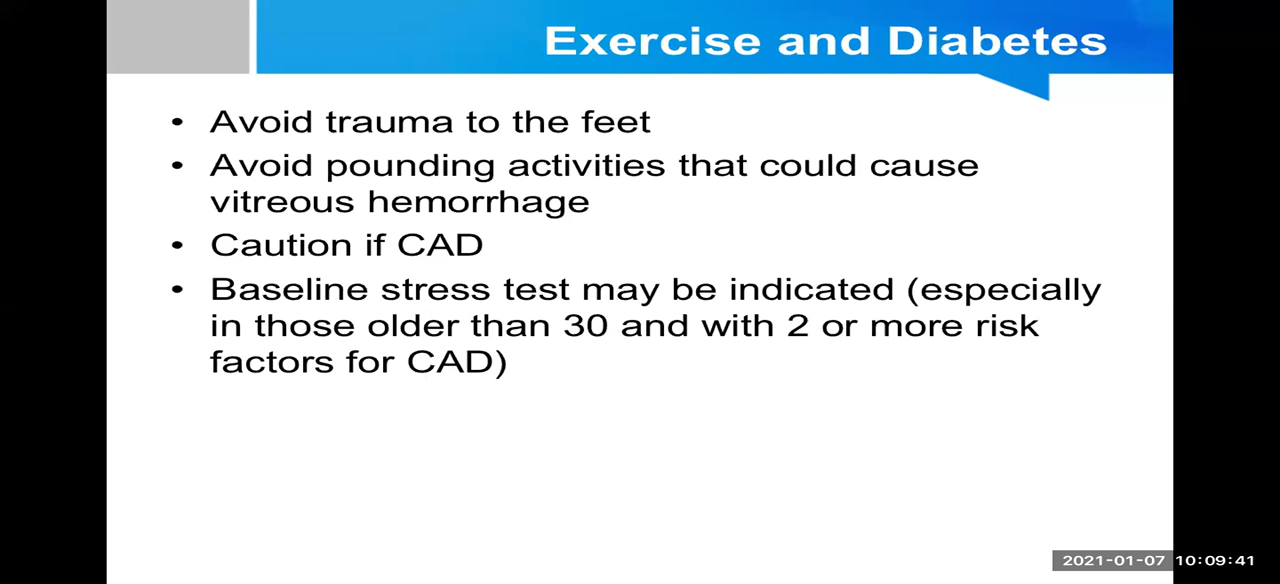 Exercise and Diabetes
• Avoid trauma to the feet
• Avoid pounding activities that could cause
vitreous hemorrhage
• Caution if CAD
• Baseline stress test may be indicated (especially
in those older than 30 and with 2 or more risk
factors for CAD)
2021-01-07 10:09:41